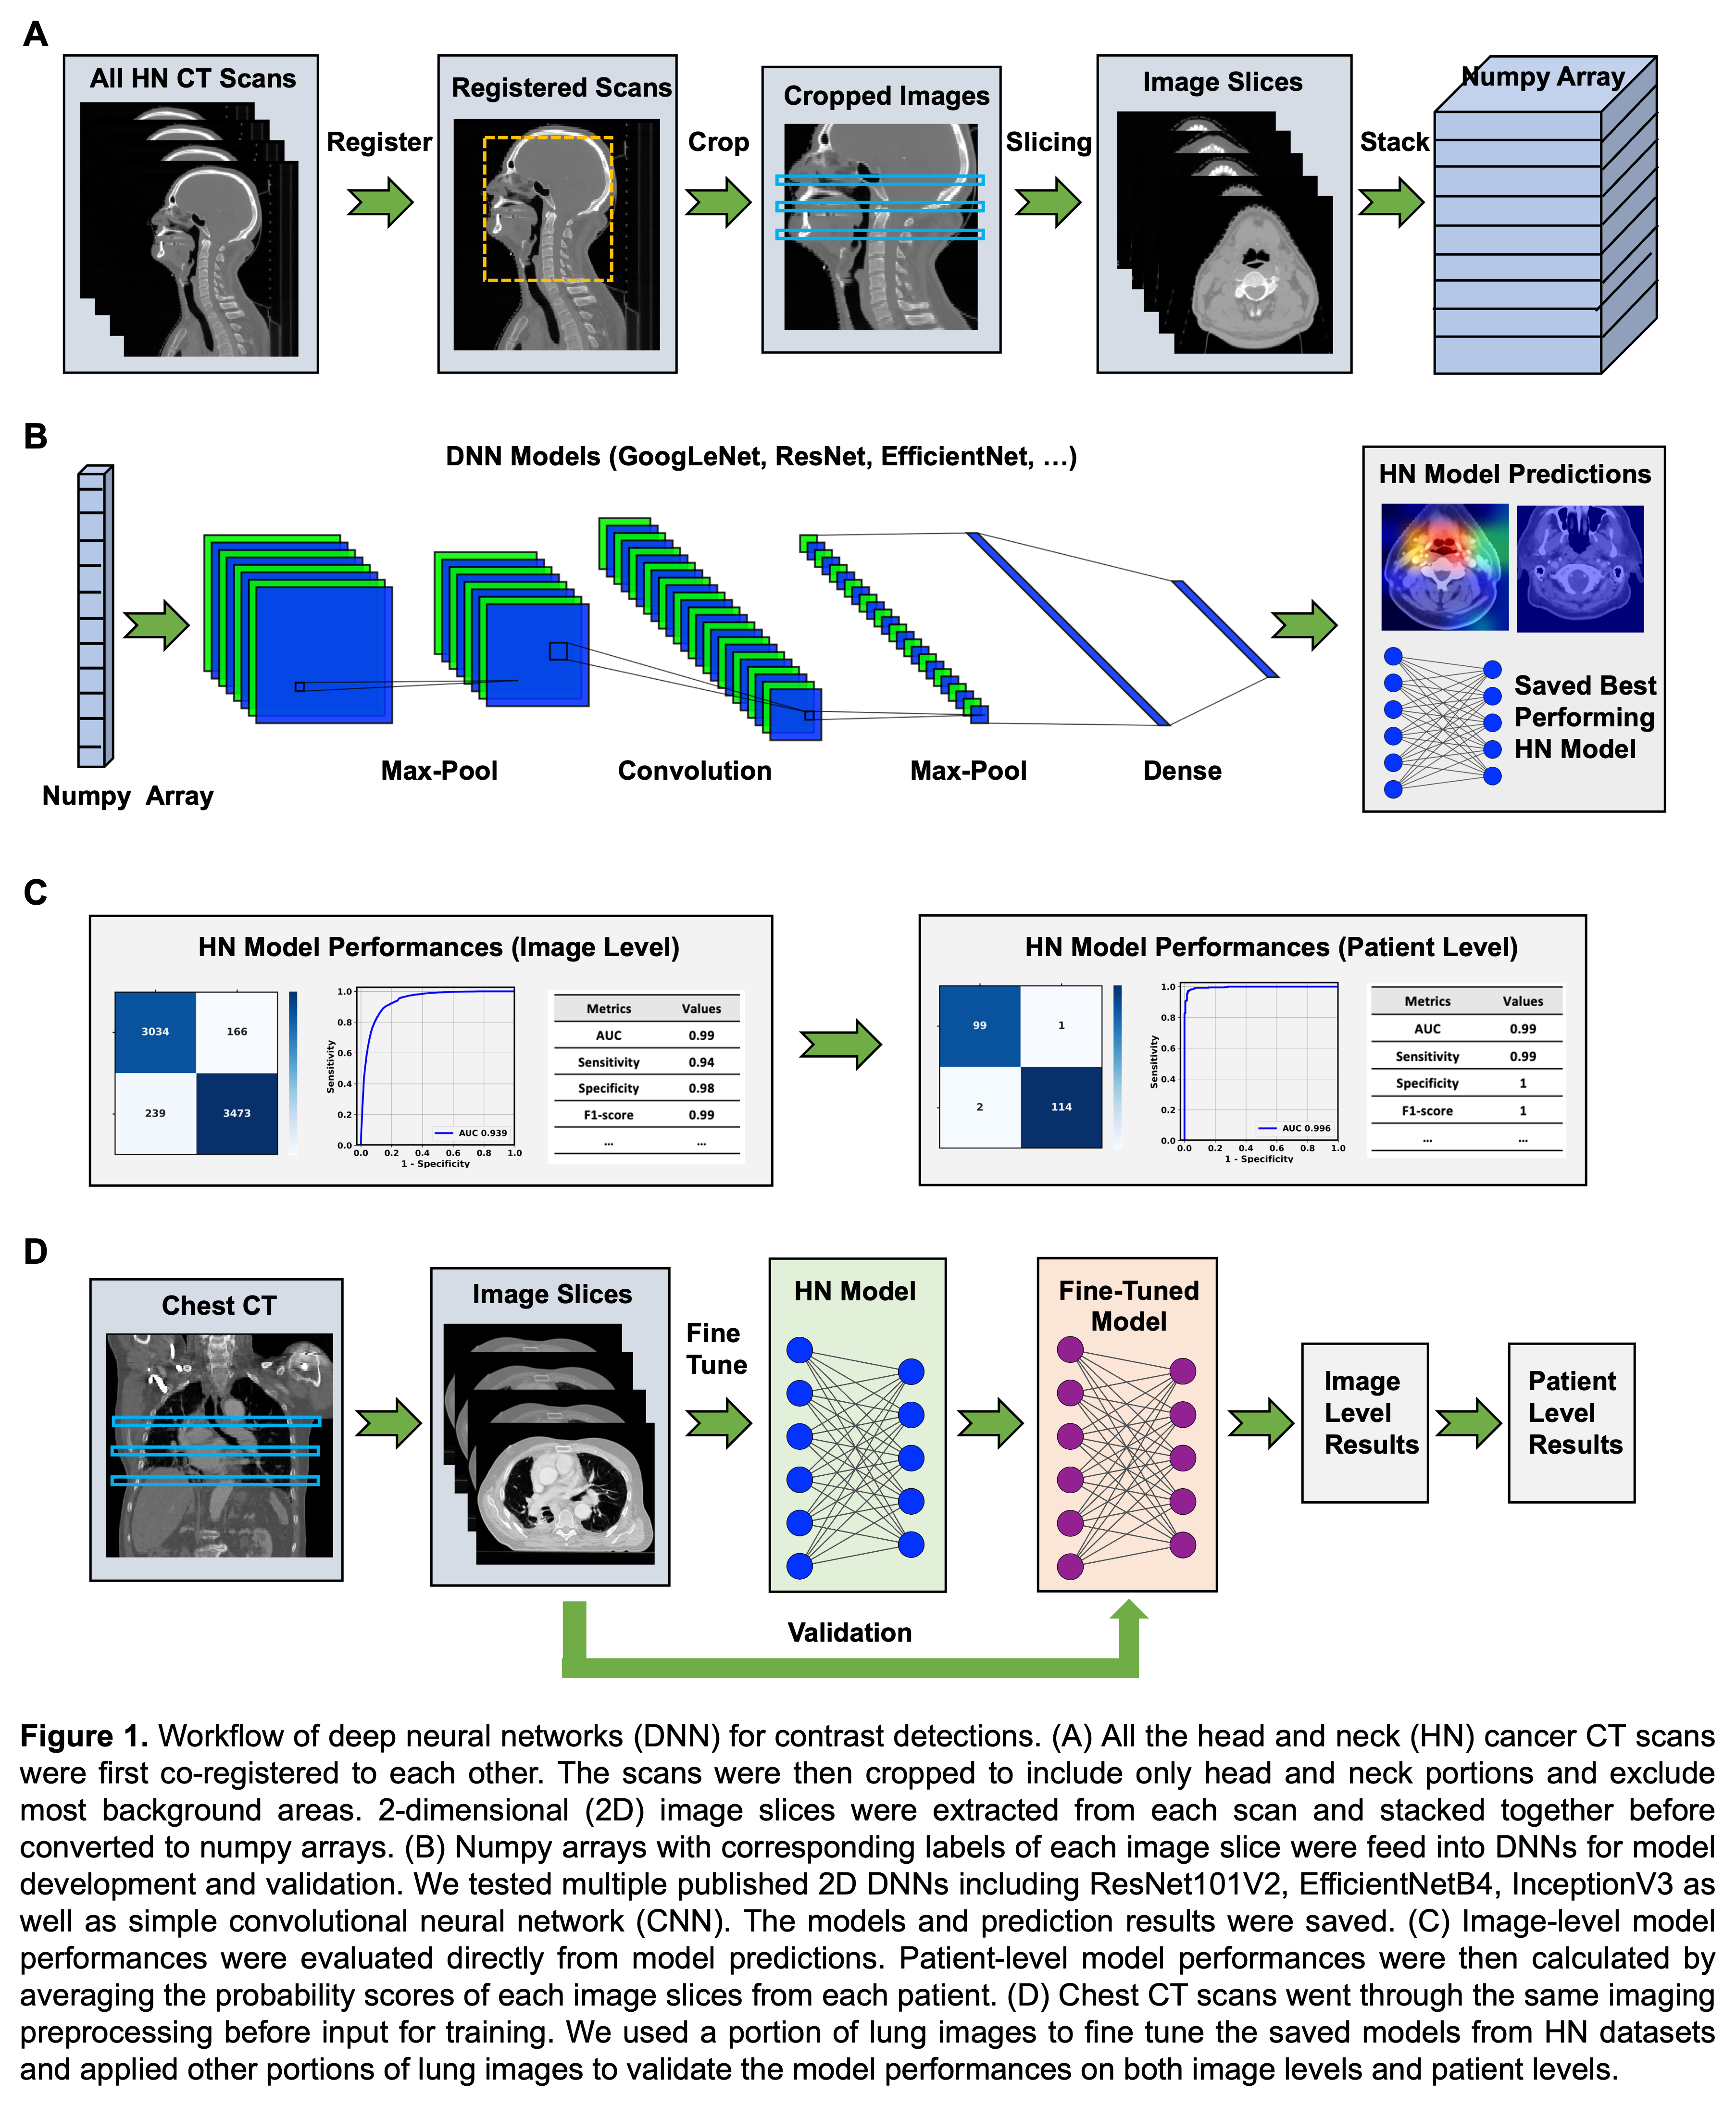 A
All HN CT Scans
Register
Registered Scans
Crop
Cropped Images
Slicing
Image Slices
Stack
Numpy Array
B
DNN Models (GoogLeNet, ResNet, EfficientNet, ...)
Numpy Array
Max-Pool
Convolution
Max-Pool
Dense
HN Model Predictions
Saved Best
Performing
HN Model
C
HN Model Performances (Image Level)
3034
166
239
3473
1.0
0.8
0.6
0.4
0.2
0.0
Sensitivity
AUC 0.939
0.0 0.2 0.4 0.6 0.8 1.0
1 - Specificity
Metrics Values
AUC 0.99
Sensitivity 0.94
Specificity 0.98
F1-score 0.99
... ...
HN Model Performances (Patient Level)
99
1
2
114
1.0
0.8
0.6
0.4
0.2
0.0
Sensitivity
AUC 0.996
0.0 0.2 0.4 0.6 0.8 1.0
1 - Specificity
Metrics Values
AUC 0.99
Sensitivity 0.99
Specificity 1
F1-score 1
... ...
D
Chest CT
Image Slices
Fine
Tune
HN Model
Fine-Tuned
Model
Image
Level
Results
Patient
Level
Results
Validation
Figure 1. Workflow of deep neural networks (DNN) for contrast detections. (A) All the head and neck (HN) cancer CT scans
were first co-registered to each other. The scans were then cropped to include only head and neck portions and exclude
most background areas. 2-dimensional (2D) image slices were extracted from each scan and stacked together before
converted to numpy arrays. (B) Numpy arrays with corresponding labels of each image slice were feed into DNNs for model
development and validation. We tested multiple published 2D DNNs including ResNet101V2, EfficientNetB4, InceptionV3 as
well as simple convolutional neural network (CNN). The models and prediction results were saved. (C) Image-level model
performances were evaluated directly from model predictions. Patient-level model performances were then calculated by
averaging the probability scores of each image slices from each patient. (D) Chest CT scans went through the same imaging
preprocessing before input for training. We used a portion of lung images to fine tune the saved models from HN datasets
and applied other portions of lung images to validate the model performances on both image levels and patient levels.